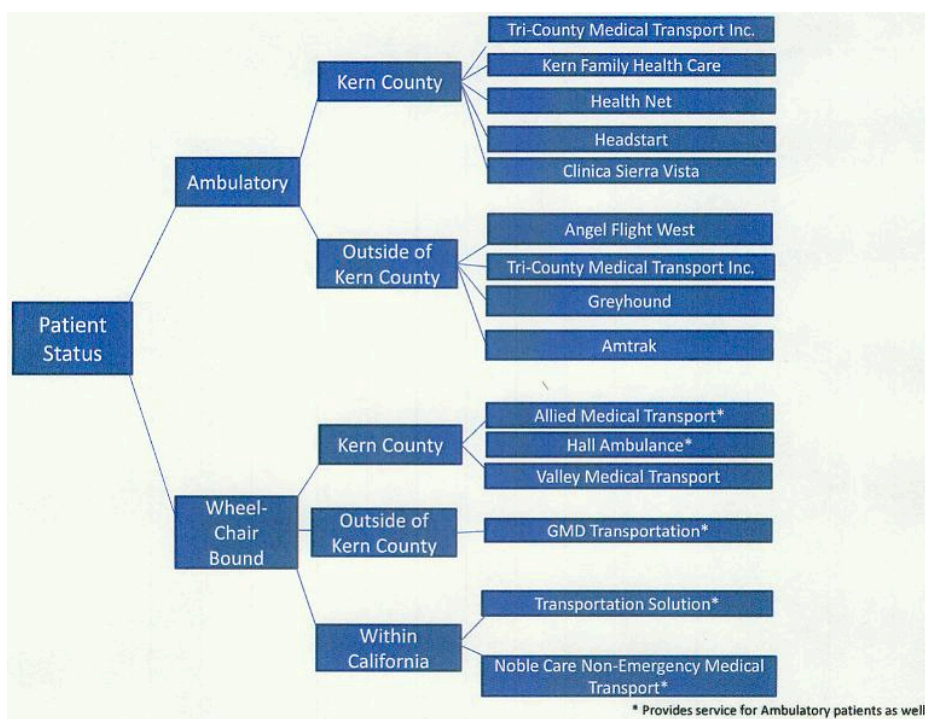 Patient
Status
Ambulatory
Kern County
Tri-County Medical Transport Inc.
Kern Family Health Care
Health Net
Headstart
Clinica Sierra Vista
Outside of
Kern County
Angel Flight West
Tri-County Medical Transport Inc.
Greyhound
Amtrak
Wheel-
Chair
Bound
Kern County
Allied Medical Transport*
Hall Ambulance*
Valley Medical Transport
Outside of
Kern County
GMD Transportation*
Within
California
Transportation Solution*
Noble Care Non-Emergency Medical
Transport*
* Provides service for Ambulatory patients as well